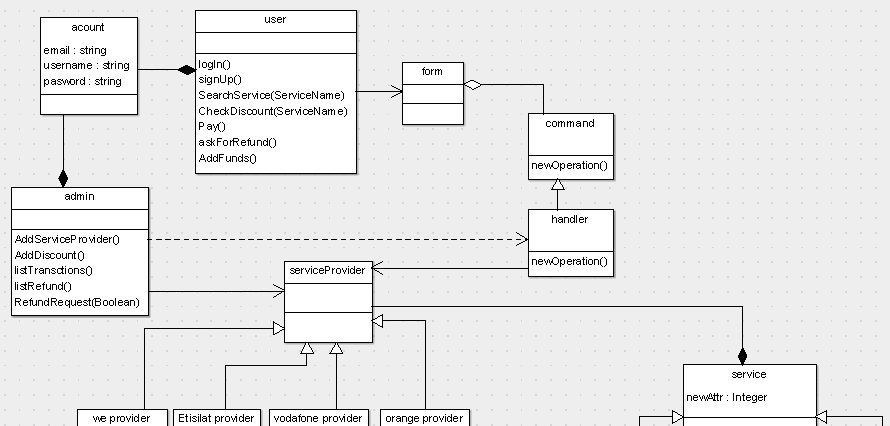 acount
email : string
username : string
pasword : string
user
logIn()
signUp()
SearchService(ServiceName)
CheckDiscount(ServiceName)
Pay()
askForRefund()
AddFunds()
form
command
newOperation()
handler
newOperation()
admin
AddServiceProvider()
AddDiscount()
listTransctions()
listRefund()
RefundRequest(Boolean)
serviceProvider
service
newAttr : Integer
we provider
Etisilat provider
vodafone provider
orange provider